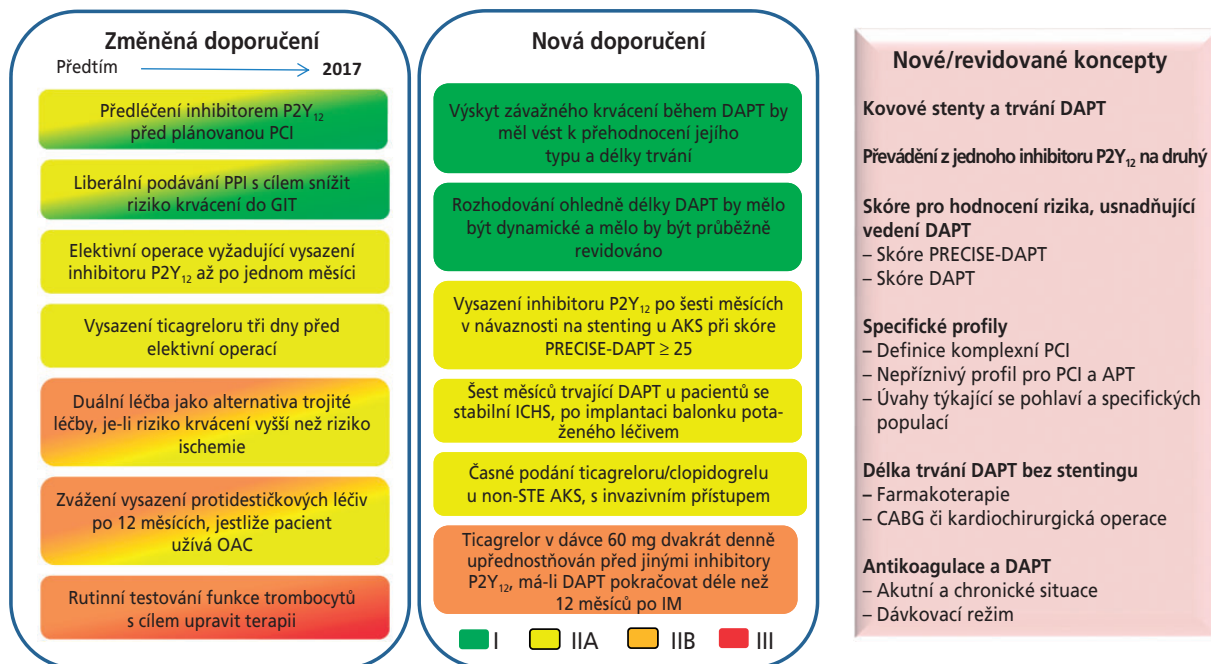 Změněná doporučení
Předtím
2017
Předléčení inhibitorem P2Y₁₂
před plánovanou PCI
Liberální podávání PPI s cílem snížit
riziko krvácení do GIT
Elektivní operace vyžadující vysazení
inhibitoru P2Y₁₂ až po jednom měsíci
Vysazení ticagreloru tři dny před
elektivní operací
Duální léčba jako alternativa trojité
léčby, je-li riziko krvácení vyšší než riziko
ischemie
Zvážení vysazení protidestičkových léčiv
po 12 měsících, jestliže pacient
užívá OAC
Rutinní testování funkce trombocytů
s cílem upravit terapii
Nová doporučení
Výskyt závažného krvácení během DAPT by
měl vést k přehodnocení jejího
typu a délky trvání
Rozhodování ohledně délky DAPT by mělo
být dynamické a mělo by být průběžně
revidováno
Vysazení inhibitoru P2Y₁₂ po šesti měsících
v návaznosti na stenting u AKS při skóre
PRECISE-DAPT ≥ 25
Šest měsíců trvající DAPT u pacientů se
stabilní ICHS, po implantaci balonku pota-
ženého léčivem
Časné podání ticagreloru/clopidogrelu
u non-STE AKS, s invazivním přístupem
Ticagrelor v dávce 60 mg dvakrát denně
upřednostňován před jinými inhibitory
P2Y₁₂, má-li DAPT pokračovat déle než
12 měsíců po IM
I
IIA
IIB
III
Nové/revidované koncepty
Kovové stenty a trvání DAPT
Převádění z jednoho inhibitoru P2Y₁₂ na druhý
Skóre pro hodnocení rizika, usnadňující
vedení DAPT
– Skóre PRECISE-DAPT
– Skóre DAPT
Specifické profily
– Definice komplexní PCI
– Nepříznivý profil pro PCI a APT
– Úvahy týkající se pohlaví a specifických
populací
Délka trvání DAPT bez stentingu
– Farmakoterapie
– CABG či kardiochirurgická operace
Antikoagulace a DAPT
– Akutní a chronické situace
– Dávkovací režim